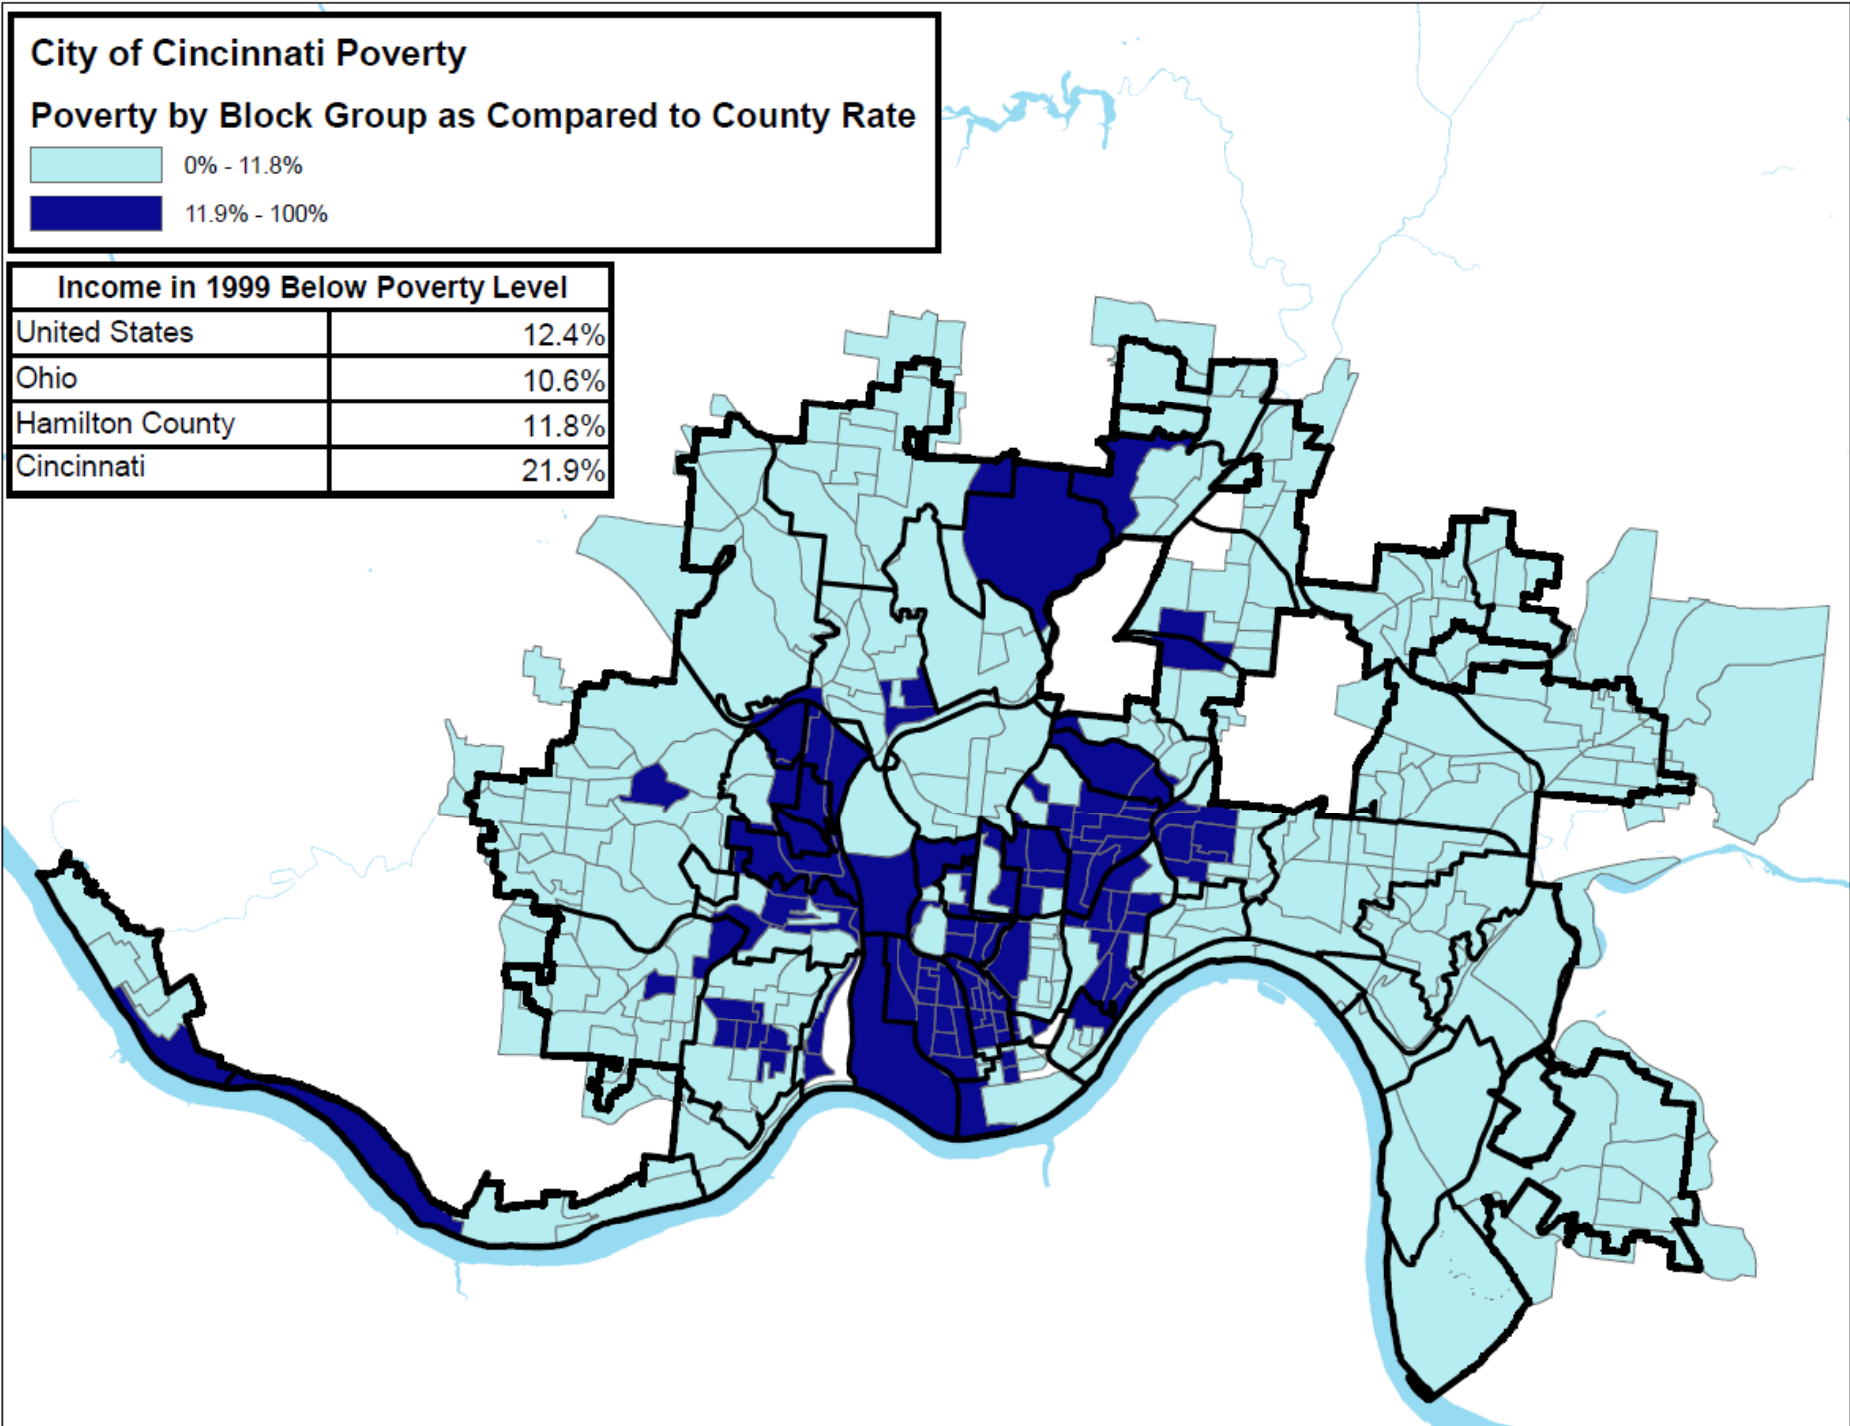 City of Cincinnati Poverty
Poverty by Block Group as Compared to County Rate
0% - 11.8%
11.9% - 100%
Income in 1999 Below Poverty Level
United States 12.4%
Ohio 10.6%
Hamilton County 11.8%
Cincinnati 21.9%